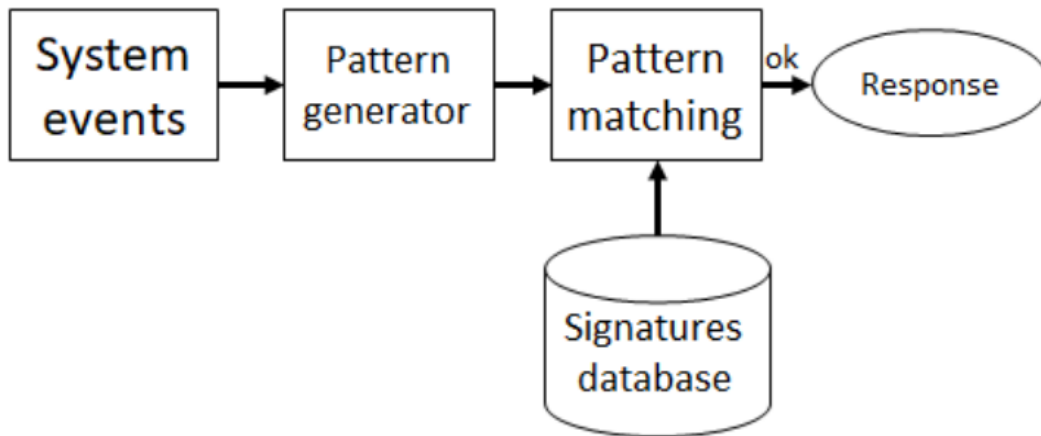 System
events
Pattern
generator
Pattern
matching
ok
Response
Signatures
database